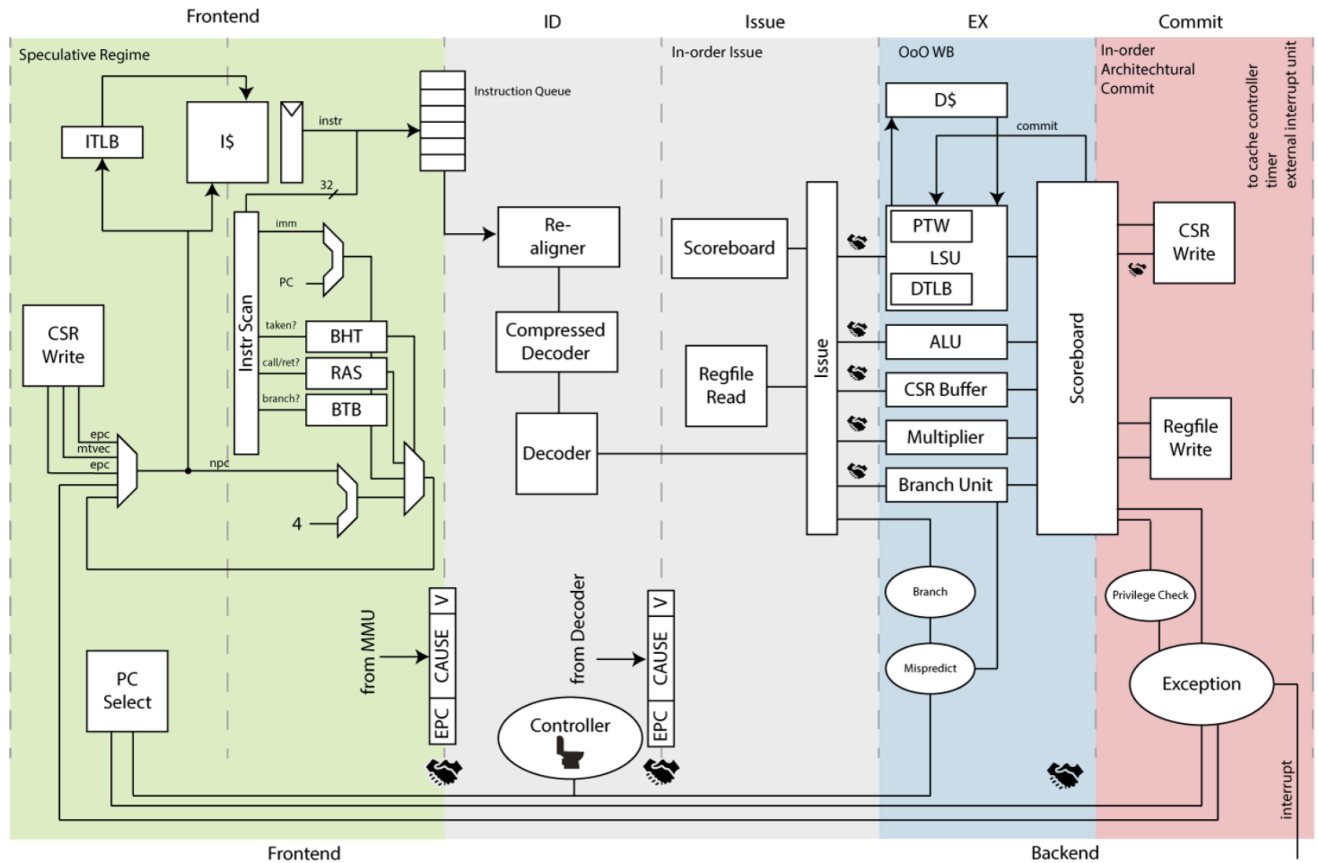 Frontend
ID
Issue
EX
Commit
Speculative Regime
In-order Issue
OoO WB
In-order
Architechtural
Commit
to cache controller
timer
external interrupt unit
ITLB
I$
instr
Instruction Queue
32
D$
commit
imm
PC
Instr Scan
taken?
call/ret?
branch?
BHT
RAS
BTB
CSR
Write
epc
mtvec
epc
npc
4
Re-
aligner
Compressed
Decoder
Decoder
Scoreboard
Regfile
Read
Issue
PTW
LSU
DTLB
ALU
CSR Buffer
Multiplier
Branch Unit
Scoreboard
CSR
Write
Regfile
Write
Branch
Mispredict
Privilege Check
Exception
from MMU
EPC CAUSE V
from Decoder
EPC CAUSE V
Controller
PC
Select
interrupt
Frontend
Backend